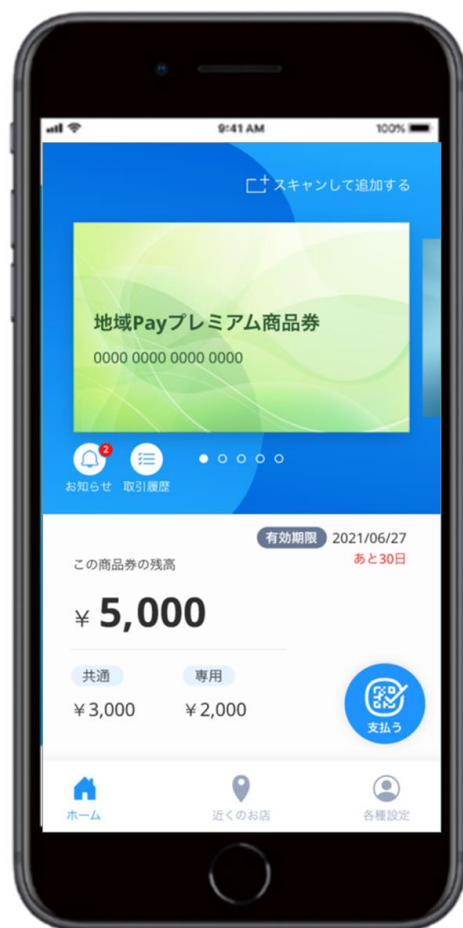 9:41 AM 100%
スキャンして追加する
地域Payプレミアム商品券
0000 0000 0000 0000
2
お知らせ 取引履歴
有効期限 2021/06/27
あと30日
この商品券の残高
¥ 5,000
共通 専用
¥3,000 ¥2,000
支払う
ホーム 近くのお店 各種設定